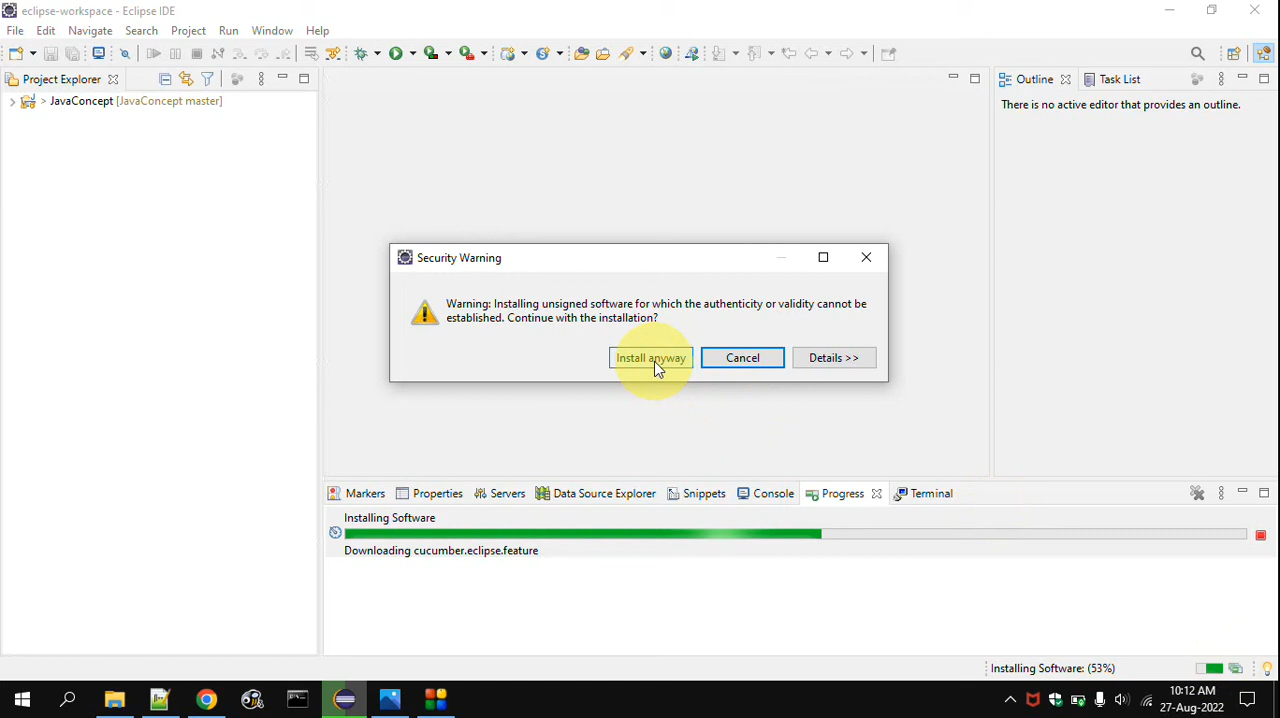 eclipse-workspace - Eclipse IDE
File Edit Navigate Search Project Run Window Help
Project Explorer
> JavaConcept [JavaConcept master]
Outline
Task List
There is no active editor that provides an outline.
Security Warning
Warning: Installing unsigned software for which the authenticity or validity cannot be
established. Continue with the installation?
Install anyway
Cancel
Details >>
Markers Properties Servers Data Source Explorer Snippets Console Progress Terminal
Installing Software
Downloading cucumber.eclipse.feature
Installing Software: (53%)
10:12 AM
27-Aug-2022